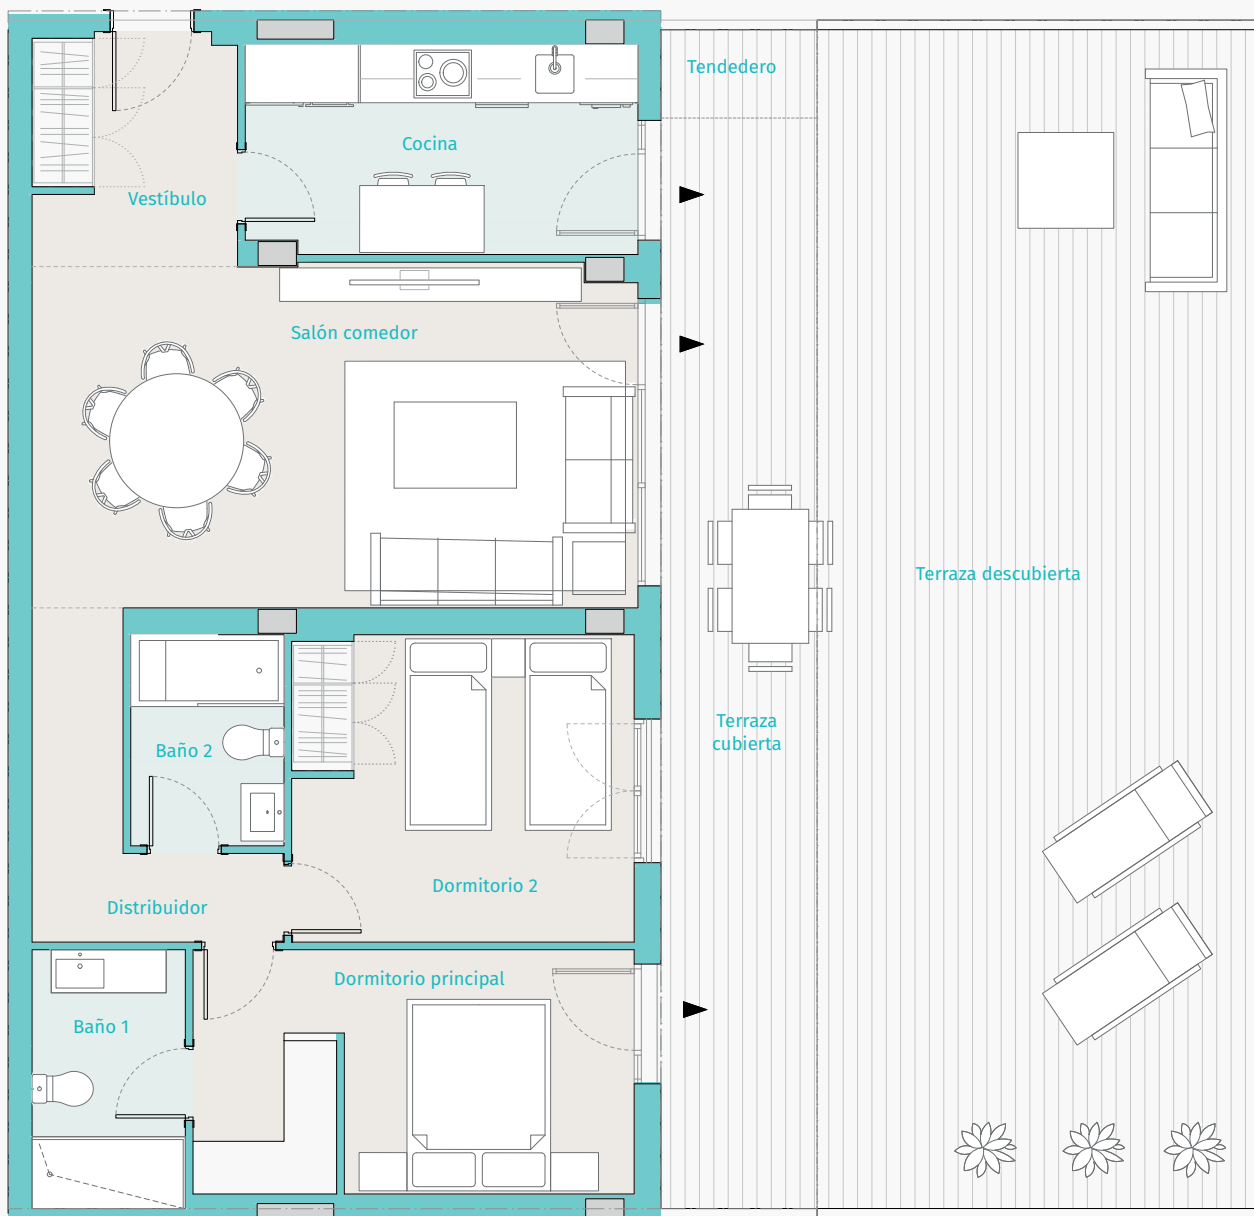 Tendedero
Cocina
Vestíbulo
Salón comedor
Terraza descubierta
Terraza
cubierta
Baño 2
Dormitorio 2
Distribuidor
Dormitorio principal
Baño 1